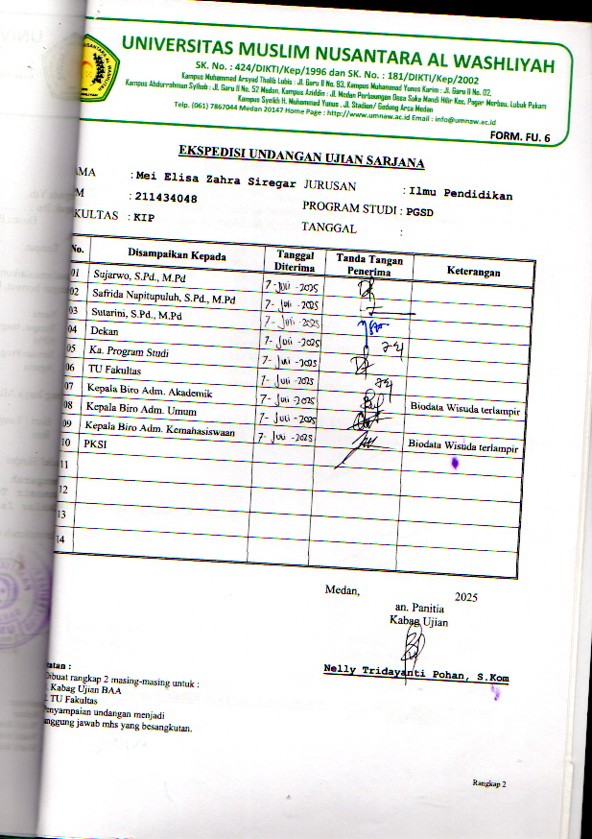 UNIVERSITAS MUSLIM NUSANTARA AL WASHLIYAH
SK. No. : 424/DIKTI/Kep/1996 dan SK. No. : 181/DIKTI/Kep/2002
Kampus Muhammad Arsyad Thalib Lubis : Jl. Garu II No. 93, Kampus Muhammad Yunus Karim : Jl. Garu II No. 02,
Kampus Abdurrahman Syihab : Jl. Garu II No. 52 Medan, Kampus Aziddin : Jl. Medan Perbaungan Desa Suka Mandi Hilir Kec. Pagar Merbau, Lubuk Pakam
Kampus Syeikh H. Muhammad Yunus , Jl. Stadion/ Gedung Arca Medan
Telp. (061) 7867044 Medan 20147 Home Page : http://www.umnaw.ac.id Email : info@umnaw.ac.id
FORM. FU. 6
EKSPEDISI UNDANGAN UJIAN SARJANA
AMA : Mei Elisa Zahra Siregar JURUSAN : Ilmu Pendidikan
M : 211434048 PROGRAM STUDI : PGSD
KULTAS : KIP TANGGAL :
No. Disampaikan Kepada Tanggal Diterima Tanda Tangan Penerima Keterangan
01 Sujarwo, S.Pd., M.Pd 7-Juli-2025
02 Safrida Napitupuluh, S.Pd., M.Pd 7-Juli-2025
03 Sutarini, S.Pd., M.Pd 7-Juli-2025
04 Dekan 7-Juli-2025
05 Ka. Program Studi 7-Juli-2025
06 TU Fakultas 7-Juli-2025
07 Kepala Biro Adm. Akademik 7-Juli-2025 Biodata Wisuda terlampir
08 Kepala Biro Adm. Umum 7-Juli-2025
09 Kepala Biro Adm. Kemahasiswaan 7-Juli-2025 Biodata Wisuda terlampir
10 PKSI
11
12
13
14
Medan, 2025
an. Panitia
Kabag Ujian
Nelly Tridayanti Pohan, S.Kom
atan :
Dibuat rangkap 2 masing-masing untuk :
. Kabag Ujian BAA
. TU Fakultas
Penyampaian undangan menjadi
anggung jawab mhs yang besangkutan.
Rangkap 2